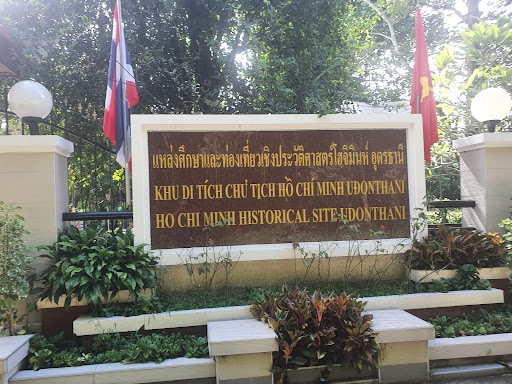 แหล่งศึกษาและท่องเที่ยวเชิงประวัติศาสตร์โฮจิมินห์ อุดรธานี
KHU DI TÍCH CHỦ TỊCH HỒ CHÍ MINH UĐONTHANI
HO CHI MINH HISTORICAL SITE-UDONTHANI